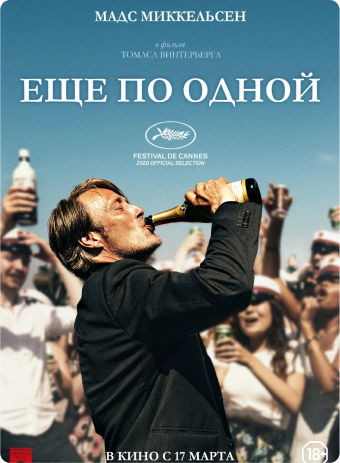 МАДС МИККЕЛЬСЕН
в фильме
ТОМАСА ВИНТЕРБЕРГА
ЕЩЕ ПО ОДНОЙ
FESTIVAL DE CANNES
2020 OFFICIAL SELECTION
В КИНО С 17 МАРТА
18+